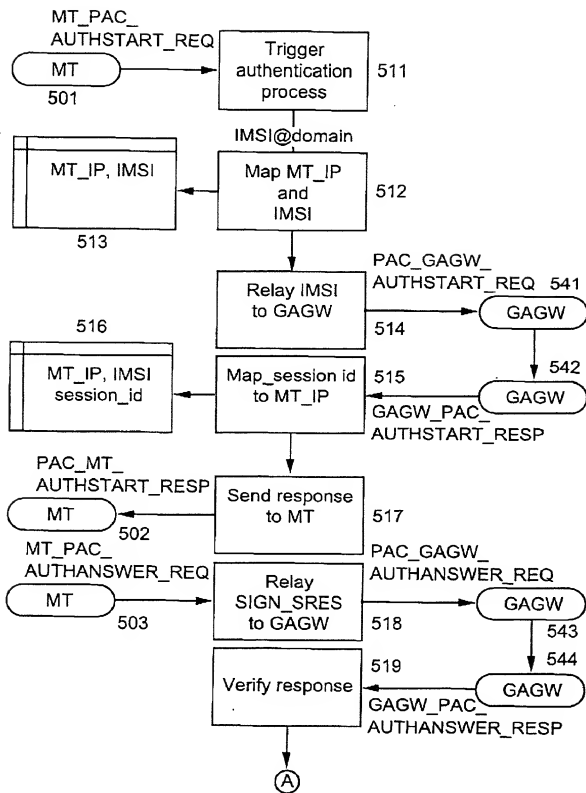 MT_PAC_
AUTHSTART_REQ
MT
501
Trigger
authentication
process
511
IMSI@domain
MT_IP, IMSI
513
Map MT_IP
and
IMSI
512
Relay IMSI
to GAGW
514
PAC_GAGW_
AUTHSTART_REQ
541
GAGW
516
MT_IP, IMSI
session_id
Map_session id
to MT_IP
515
542
GAGW
GAGW_PAC_
AUTHSTART_RESP
PAC_MT_
AUTHSTART_RESP
MT
502
Send response
to MT
517
MT_PAC_
AUTHANSWER_REQ
MT
503
Relay
SIGN_SRES
to GAGW
518
PAC_GAGW_
AUTHANSWER_REQ
GAGW
543
544
Verify response
519
GAGW
GAGW_PAC_
AUTHANSWER_RESP
A